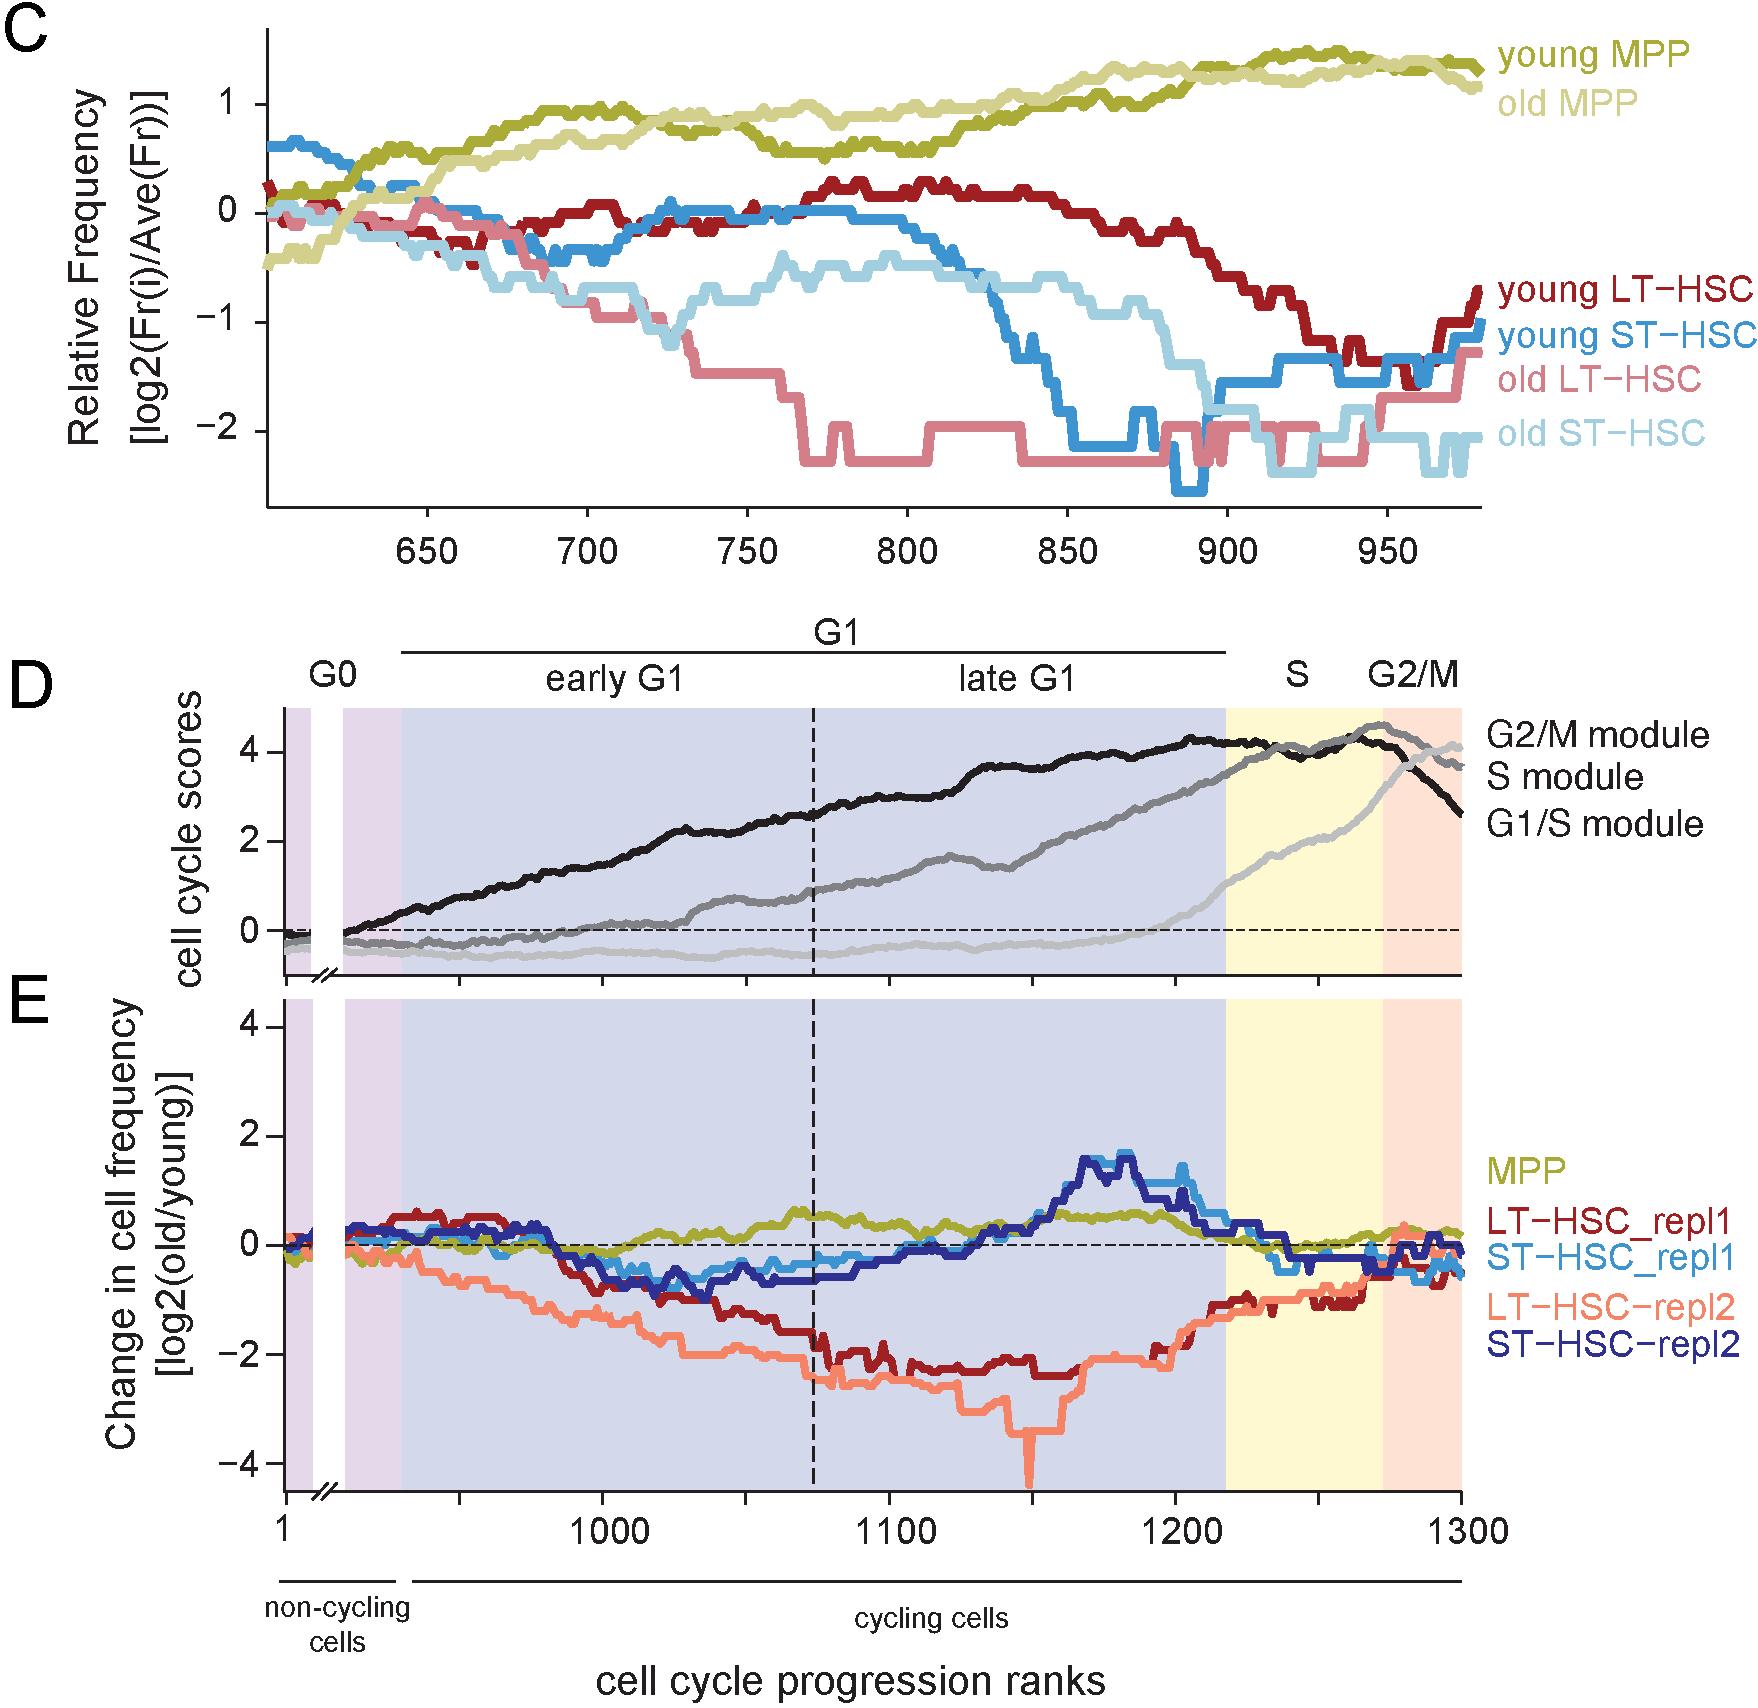 C
Relative Frequency
[log2(Fr(i)/Ave(Fr))]
1
0
−1
−2
young MPP
old MPP
young LT−HSC
young ST−HSC
old LT−HSC
old ST−HSC
650 700 750 800 850 900 950
D
G1
G0 early G1 late G1 S G2/M
cell cycle scores
4
2
0
G2/M module
S module
G1/S module
E
Change in cell frequency
[log2(old/young)]
4
2
0
−2
−4
MPP
LT−HSC_repl1
ST−HSC_repl1
LT−HSC−repl2
ST−HSC−repl2
1 1000 1100 1200 1300
non-cycling
cells
cycling cells
cell cycle progression ranks